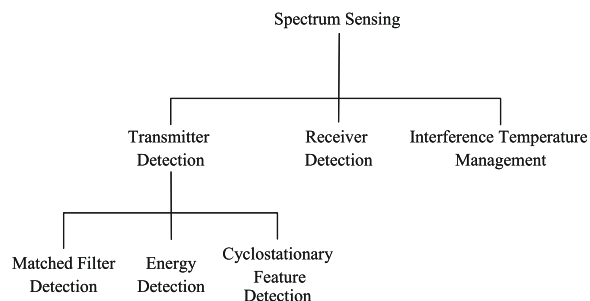 Spectrum Sensing
Transmitter
Detection
Receiver
Detection
Interference Temperature
Management
Matched Filter
Detection
Energy
Detection
Cyclostationary
Feature
Detection